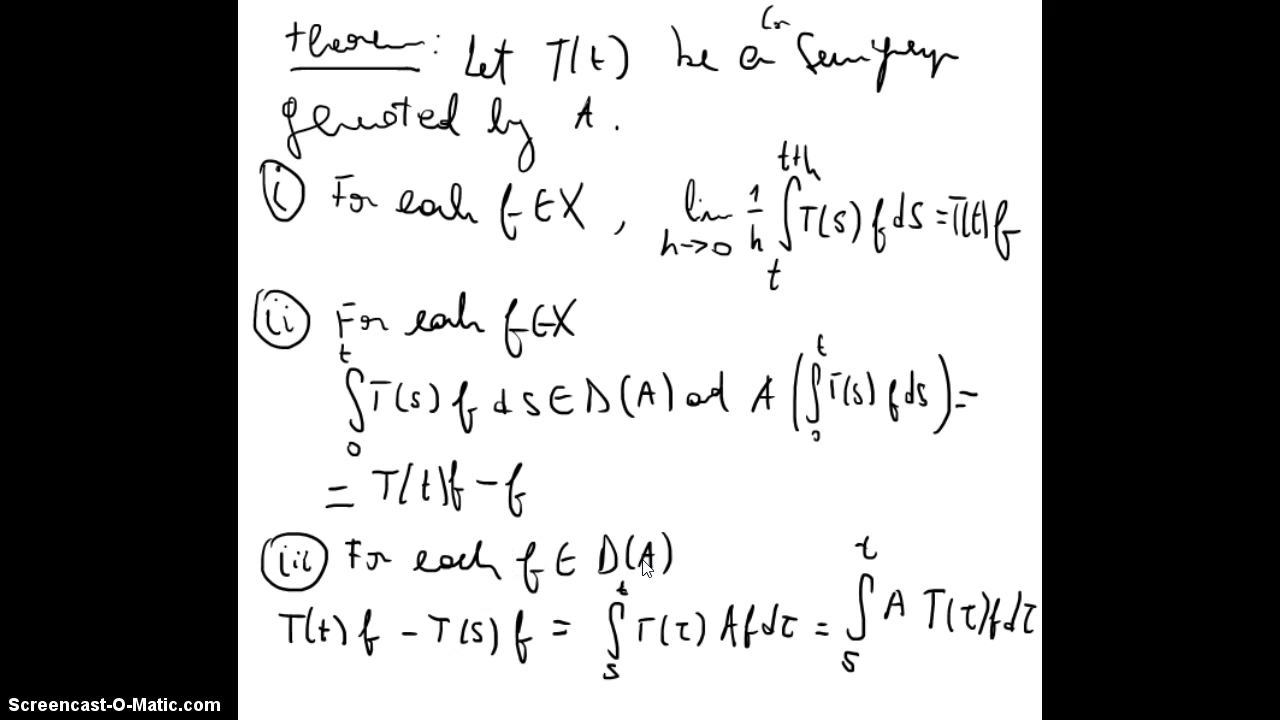 theorem: Let T(t) be a C₀ semigroup
generated by A.
(i) For each f ∈ X, lim_{h→0} 1/h ∫_t^{t+h} T(s) f ds = T(t) f
(ii) For each f ∈ X
∫_0^t T(s) f ds ∈ D(A) and A (∫_0^t T(s) f ds) =
= T(t) f − f
(iii) For each f ∈ D(A)
T(t) f − T(s) f = ∫_s^t T(τ) A f dτ = ∫_s^t A T(τ) f dτ
Screencast-O-Matic.com